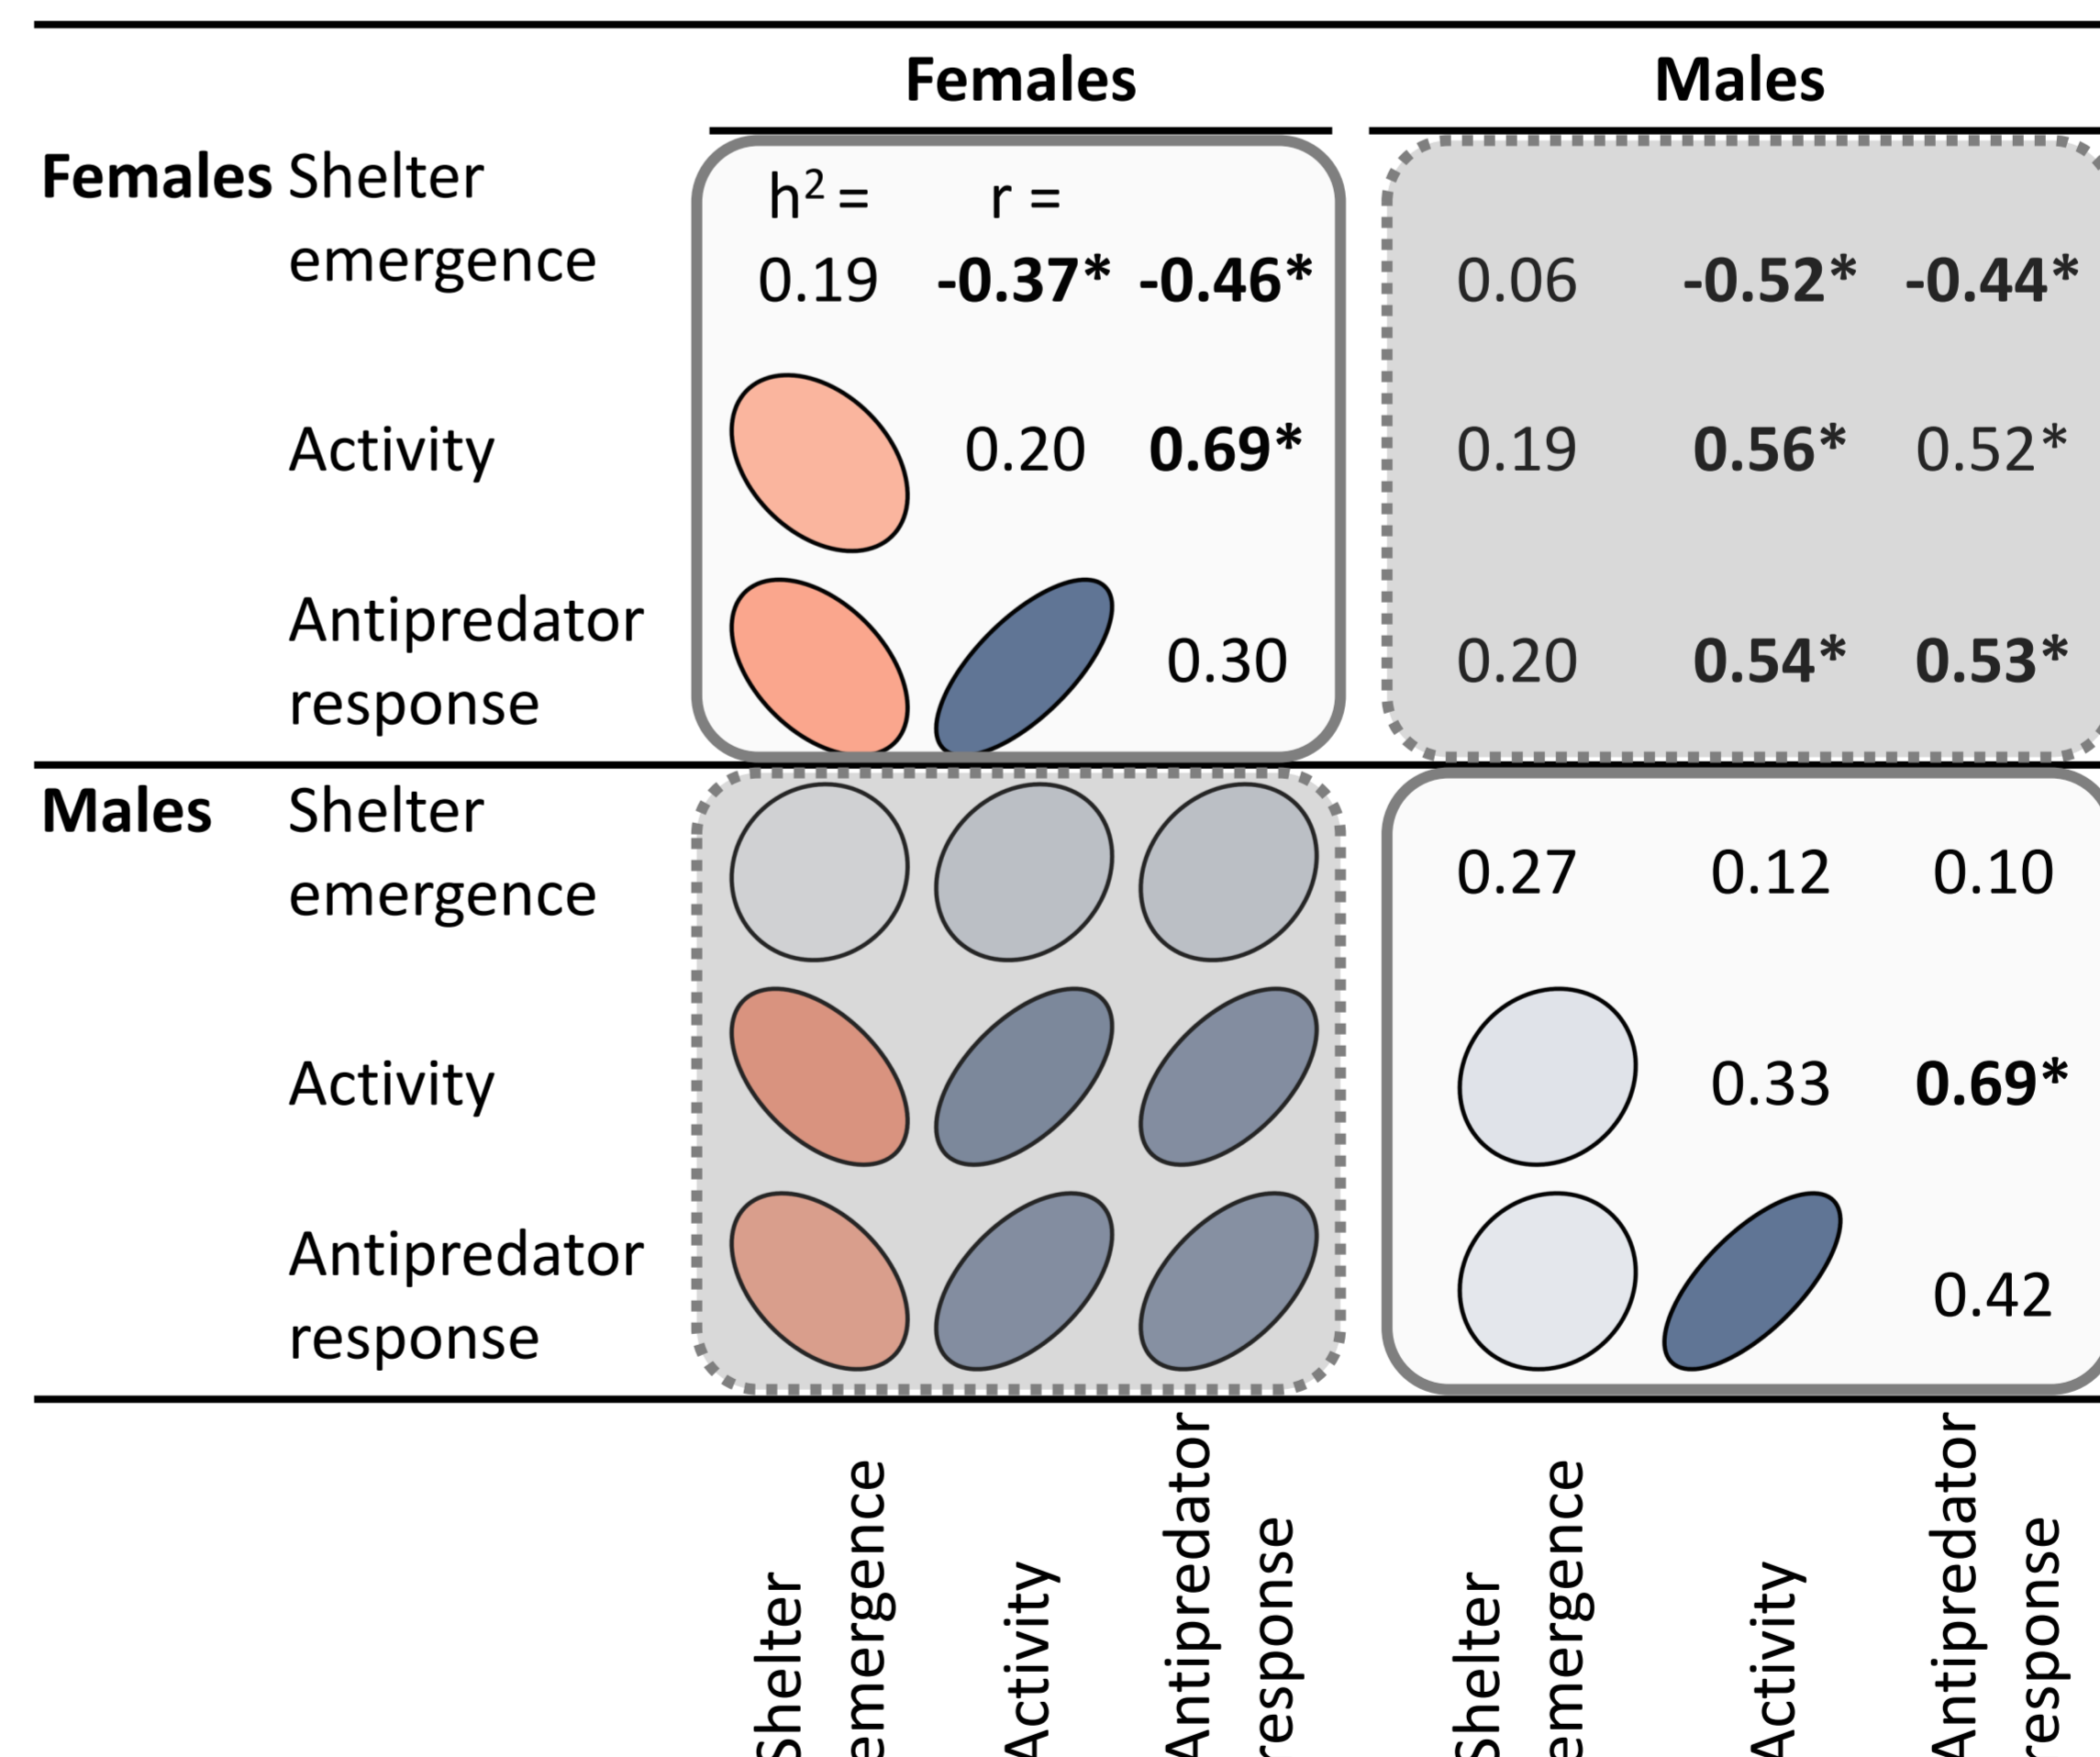 Females Males
Females Shelter emergence h² = r =
0.19 -0.37* -0.46* 0.06 -0.52* -0.44*
Activity 0.20 0.69* 0.19 0.56* 0.52*
Antipredator response 0.30 0.20 0.54* 0.53*
Males Shelter emergence 0.27 0.12 0.10
Activity 0.33 0.69*
Antipredator response 0.42
Shelter
emergence
Activity
Antipredator
response
Shelter
emergence
Activity
Antipredator
response